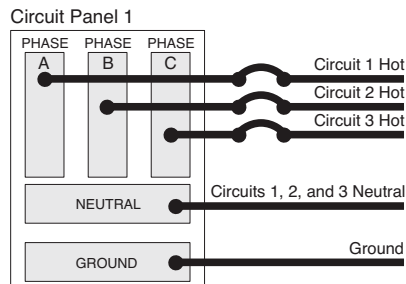 Circuit Panel 1
PHASE PHASE PHASE
A B C
Circuit 1 Hot
Circuit 2 Hot
Circuit 3 Hot
NEUTRAL
Circuits 1, 2, and 3 Neutral
GROUND
Ground